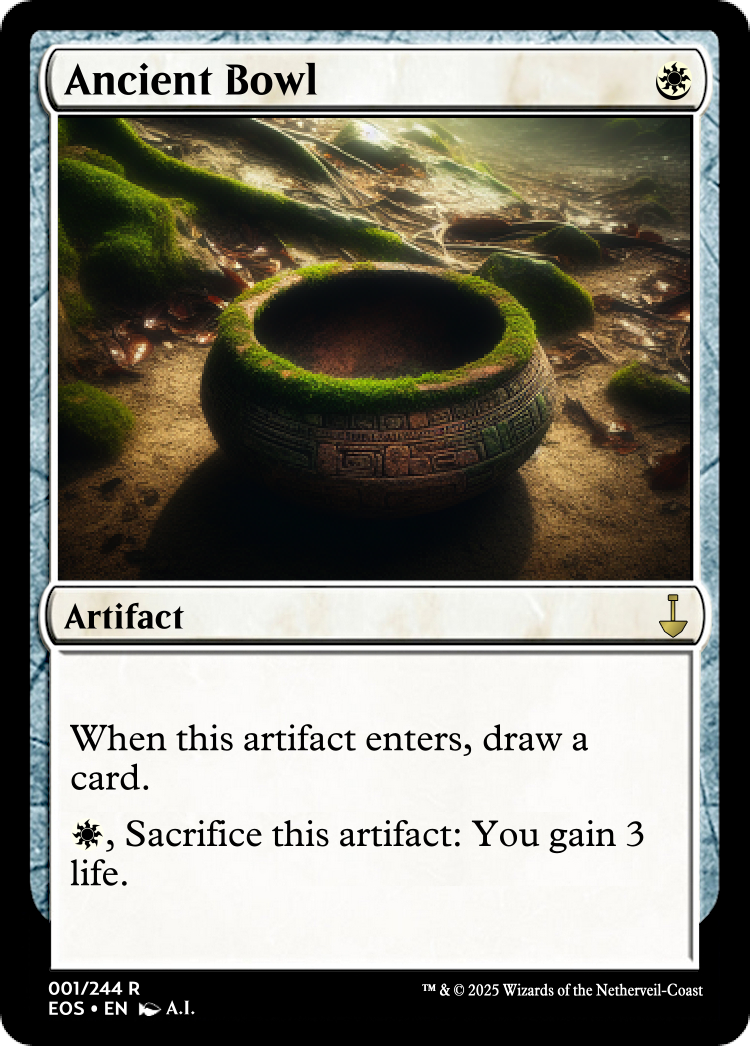 Ancient Bowl
Artifact
When this artifact enters, draw a
card.
, Sacrifice this artifact: You gain 3
life.
001/244 R
™ & © 2025 Wizards of the Netherveil-Coast
EOS • EN A.I.